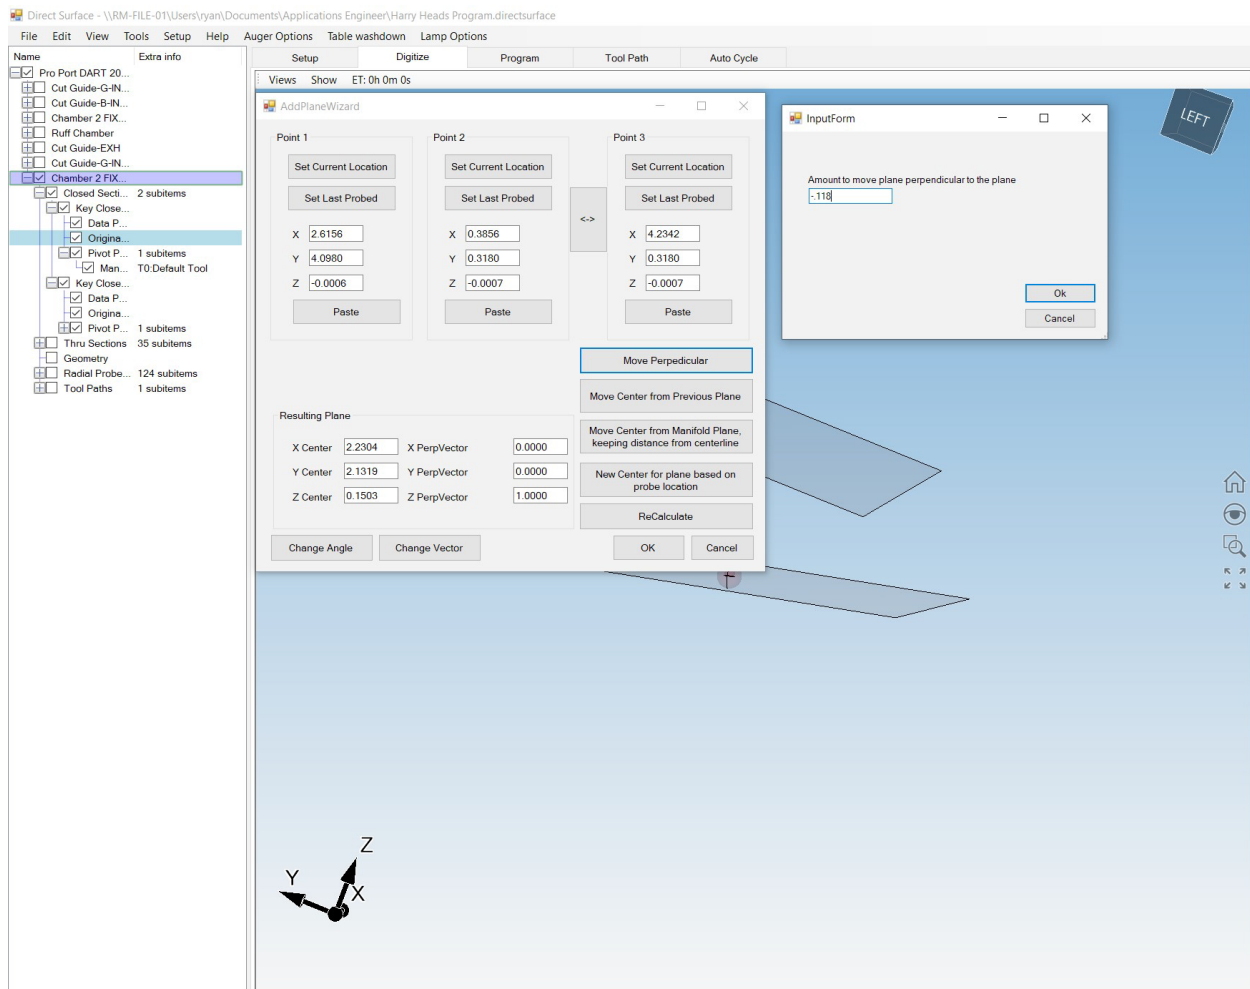 Direct Surface - \\RM-FILE-01\Users\ryan\Documents\Applications Engineer\Harry Heads Program.directsurface
File Edit View Tools Setup Help Auger Options Table washdown Lamp Options
Name Extra info
Pro Port DART 20...
Cut Guide-G-IN...
Cut Guide-B-IN...
Chamber 2 FIX...
Ruff Chamber
Cut Guide-EXH
Cut Guide-G-IN...
Chamber 2 FIX...
Closed Secti... 2 subitems
Key Close...
Data P...
Origina...
Pivot P... 1 subitems
Man... T0:Default Tool
Key Close...
Data P...
Origina...
Pivot P... 1 subitems
Thru Sections 35 subitems
Geometry
Radial Probe... 124 subitems
Tool Paths 1 subitems
Setup Digitize Program Tool Path Auto Cycle
Views Show ET: 0h 0m 0s
AddPlaneWizard
Point 1 Point 2 Point 3
Set Current Location Set Current Location Set Current Location
Set Last Probed Set Last Probed Set Last Probed
<->
X 2.6156 X 0.3856 X 4.2342
Y 4.0980 Y 0.3180 Y 0.3180
Z -0.0006 Z -0.0007 Z -0.0007
Paste Paste Paste
Move Perpedicular
Move Center from Previous Plane
Move Center from Manifold Plane,
keeping distance from centerline
New Center for plane based on
probe location
ReCalculate
Resulting Plane
X Center 2.2304 X PerpVector 0.0000
Y Center 2.1319 Y PerpVector 0.0000
Z Center 0.1503 Z PerpVector 1.0000
Change Angle Change Vector OK Cancel
InputForm
Amount to move plane perpendicular to the plane
-.118
Ok
Cancel
LEFT
Z
Y
X